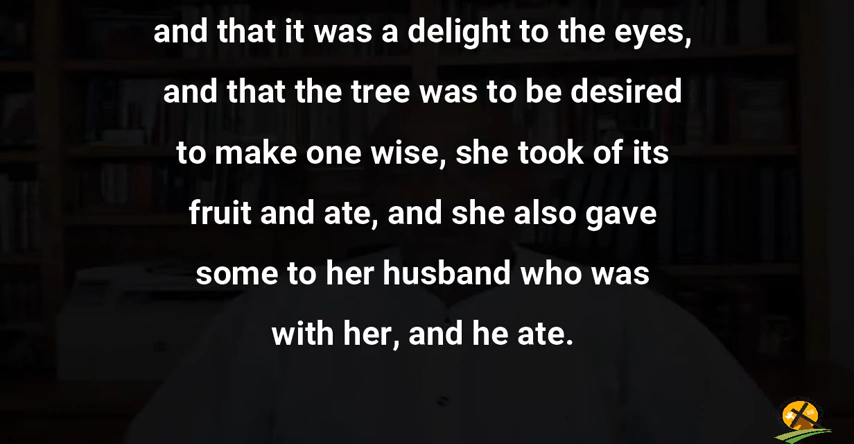 and that it was a delight to the eyes,
and that the tree was to be desired
to make one wise, she took of its
fruit and ate, and she also gave
some to her husband who was
with her, and he ate.